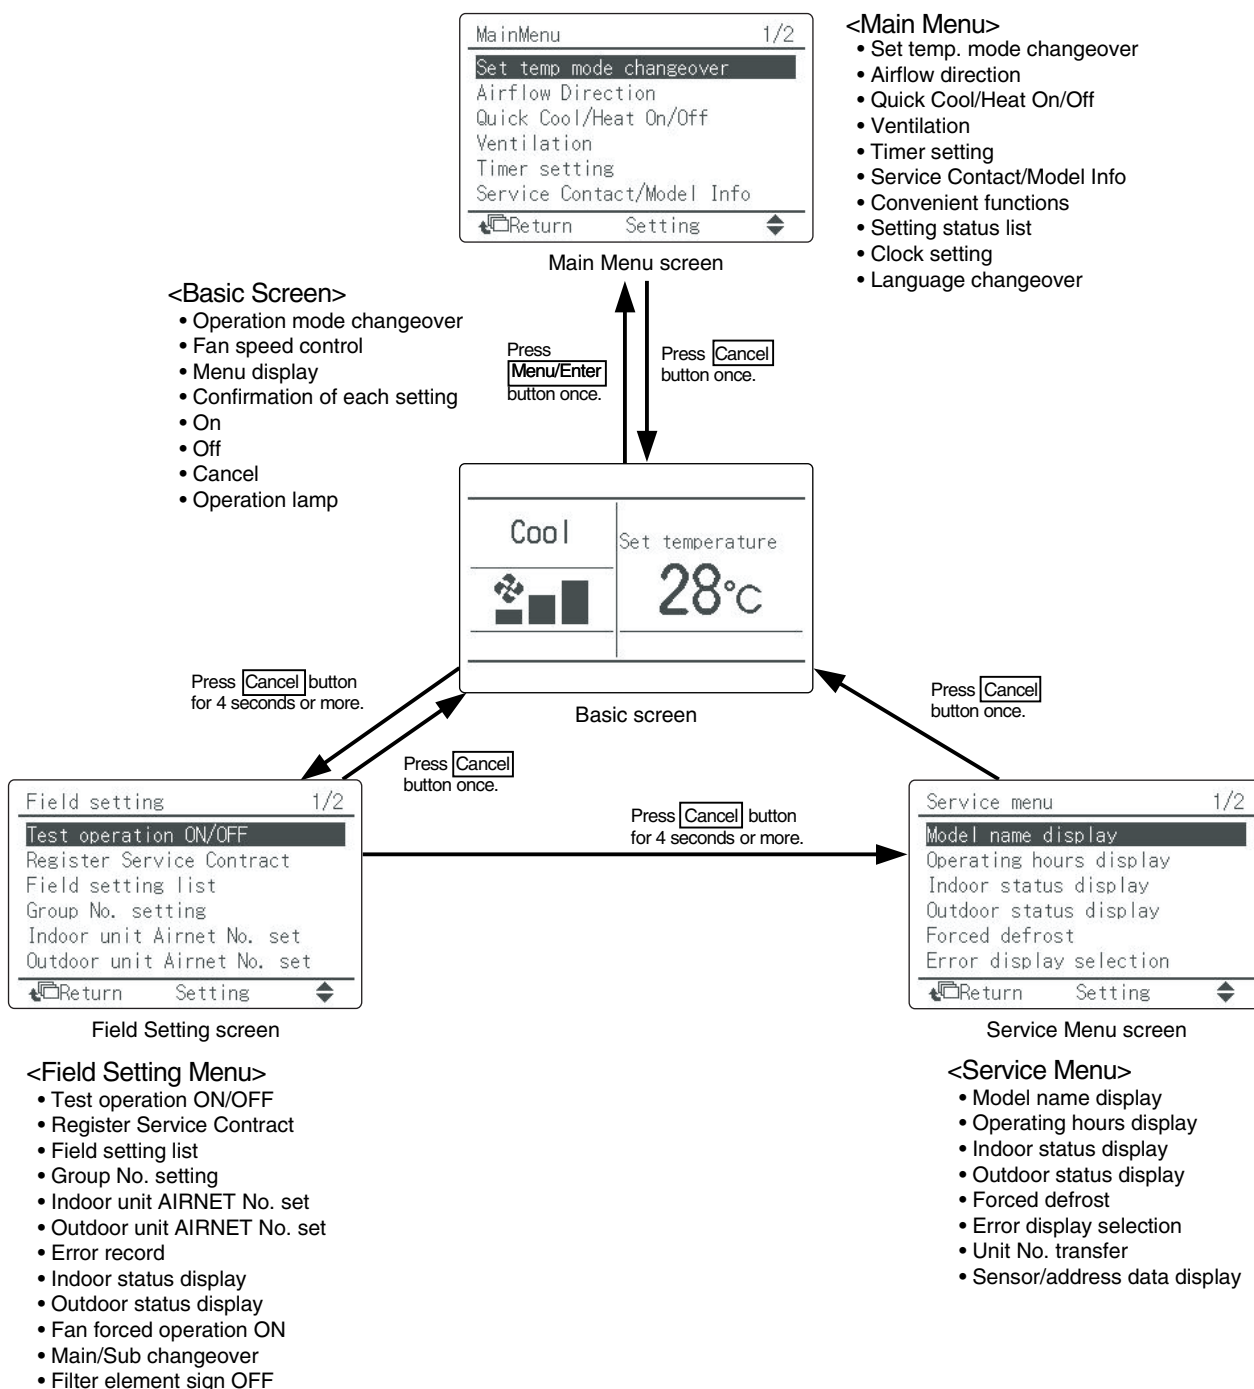 MainMenu 1/2
Set temp mode changeover
Airflow Direction
Quick Cool/Heat On/Off
Ventilation
Timer setting
Service Contact/Model Info
Return Setting
Main Menu screen
<Main Menu>
• Set temp. mode changeover
• Airflow direction
• Quick Cool/Heat On/Off
• Ventilation
• Timer setting
• Service Contact/Model Info
• Convenient functions
• Setting status list
• Clock setting
• Language changeover
<Basic Screen>
• Operation mode changeover
• Fan speed control
• Menu display
• Confirmation of each setting
• On
• Off
• Cancel
• Operation lamp
Press
Menu/Enter
button once.
Press Cancel
button once.
Cool
Set temperature
28°C
Basic screen
Press Cancel button
for 4 seconds or more.
Press Cancel
button once.
Press Cancel
button once.
Press Cancel button
for 4 seconds or more.
Field setting 1/2
Test operation ON/OFF
Register Service Contract
Field setting list
Group No. setting
Indoor unit Airnet No. set
Outdoor unit Airnet No. set
Return Setting
Field Setting screen
<Field Setting Menu>
• Test operation ON/OFF
• Register Service Contract
• Field setting list
• Group No. setting
• Indoor unit AIRNET No. set
• Outdoor unit AIRNET No. set
• Error record
• Indoor status display
• Outdoor status display
• Fan forced operation ON
• Main/Sub changeover
• Filter element sign OFF
Service menu 1/2
Model name display
Operating hours display
Indoor status display
Outdoor status display
Forced defrost
Error display selection
Return Setting
Service Menu screen
<Service Menu>
• Model name display
• Operating hours display
• Indoor status display
• Outdoor status display
• Forced defrost
• Error display selection
• Unit No. transfer
• Sensor/address data display